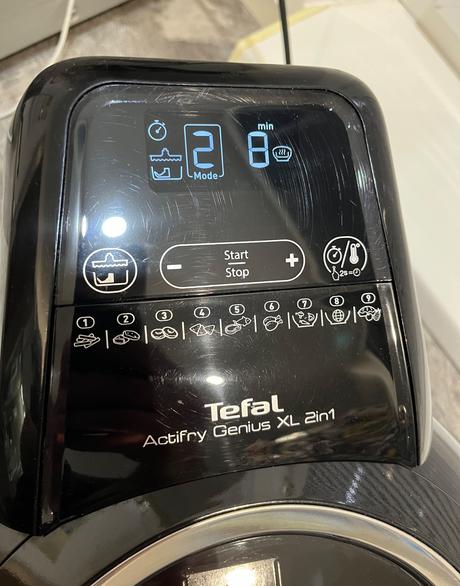 min
2 8
Mode
Start
Stop
- +
2s=
1 2 3 4 5 6 7 8 9
Tefal
Actifry Genius XL 2in1